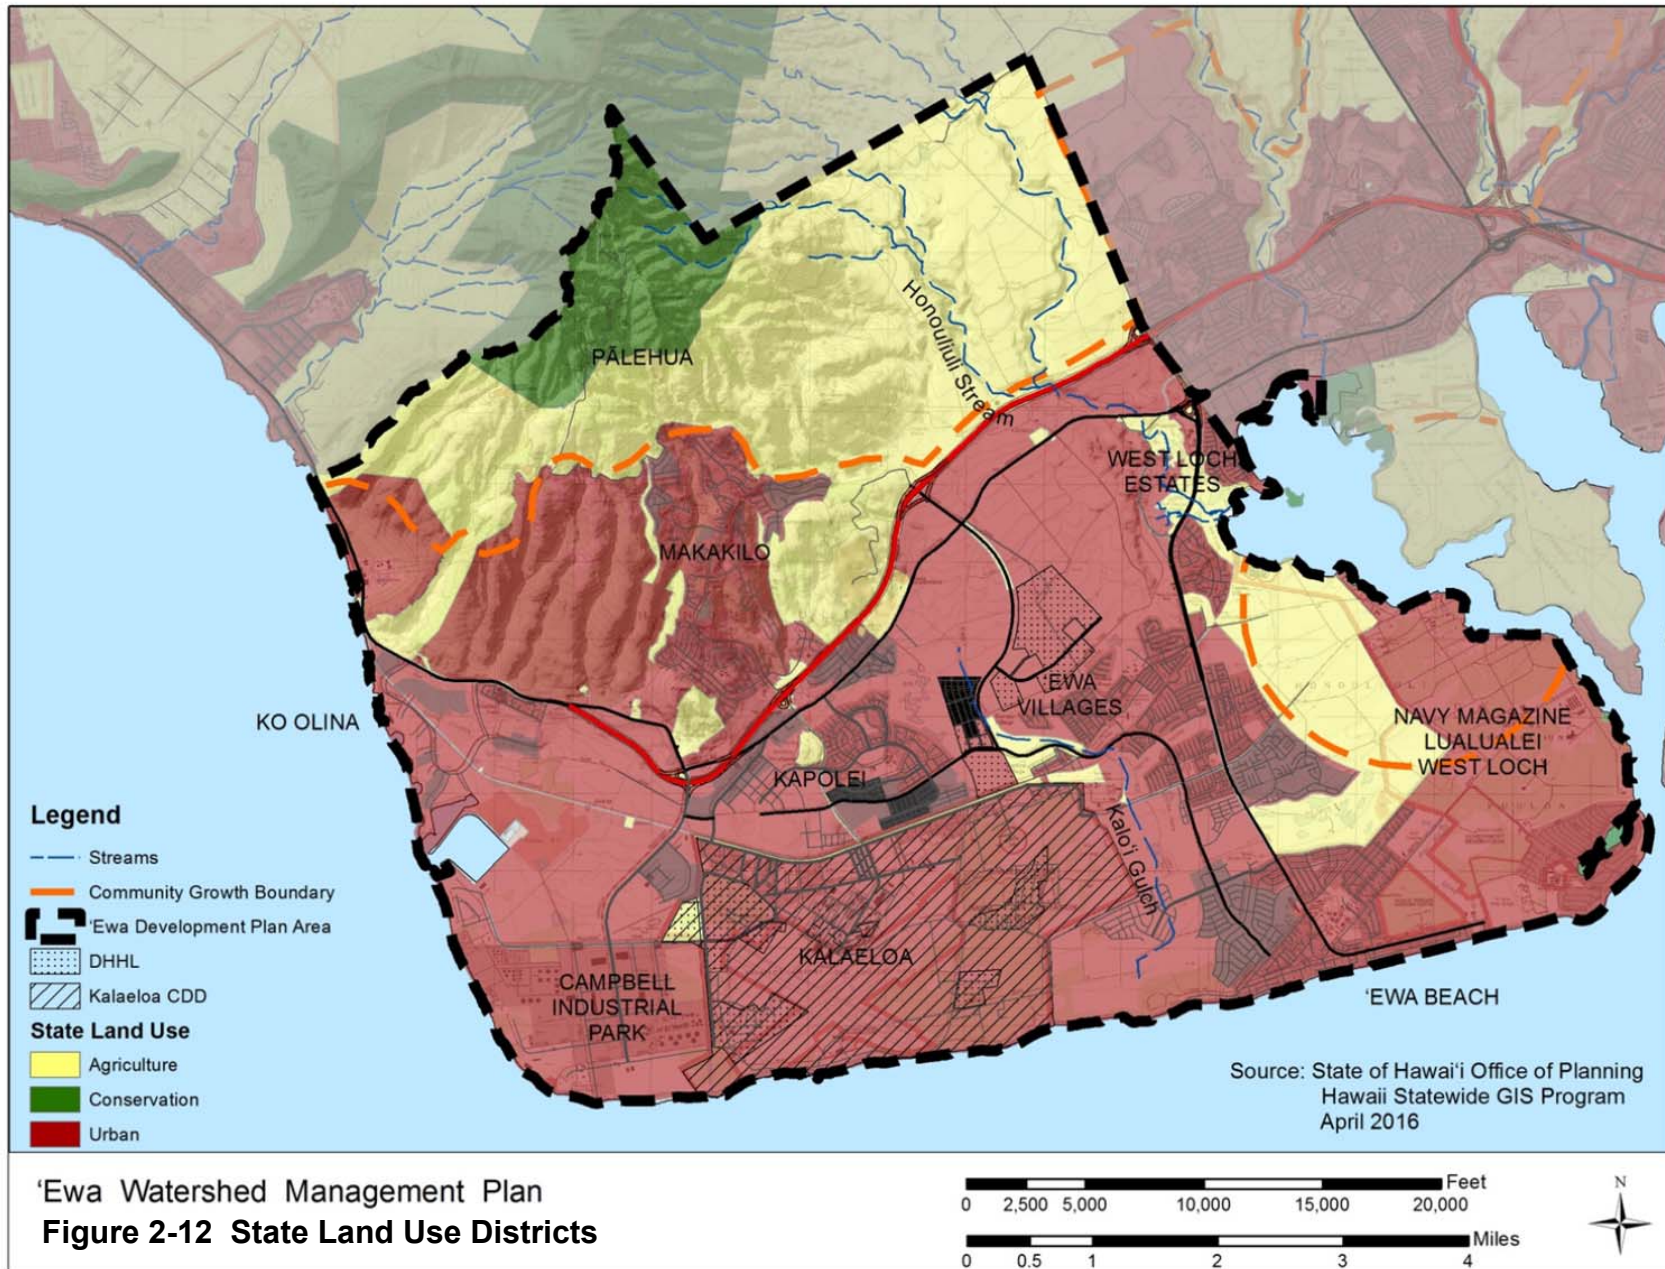 Honouliuli Stream
PĀLEHUA
WEST LOCH
ESTATES
MAKAKILO
EWA
VILLAGES
KO OLINA
NAVY MAGAZINE
LUALUALEI
WEST LOCH
KAPOLEI
Kalo'i Gulch
KALAELOA
CAMPBELL
INDUSTRIAL
PARK
'EWA BEACH
Legend
Streams
Community Growth Boundary
'Ewa Development Plan Area
DHHL
Kalaeloa CDD
State Land Use
Agriculture
Conservation
Urban
Source: State of Hawai'i Office of Planning
Hawaii Statewide GIS Program
April 2016
'Ewa Watershed Management Plan
Figure 2-12 State Land Use Districts
Feet
0 2,500 5,000 10,000 15,000 20,000
Miles
0 0.5 1 2 3 4
N